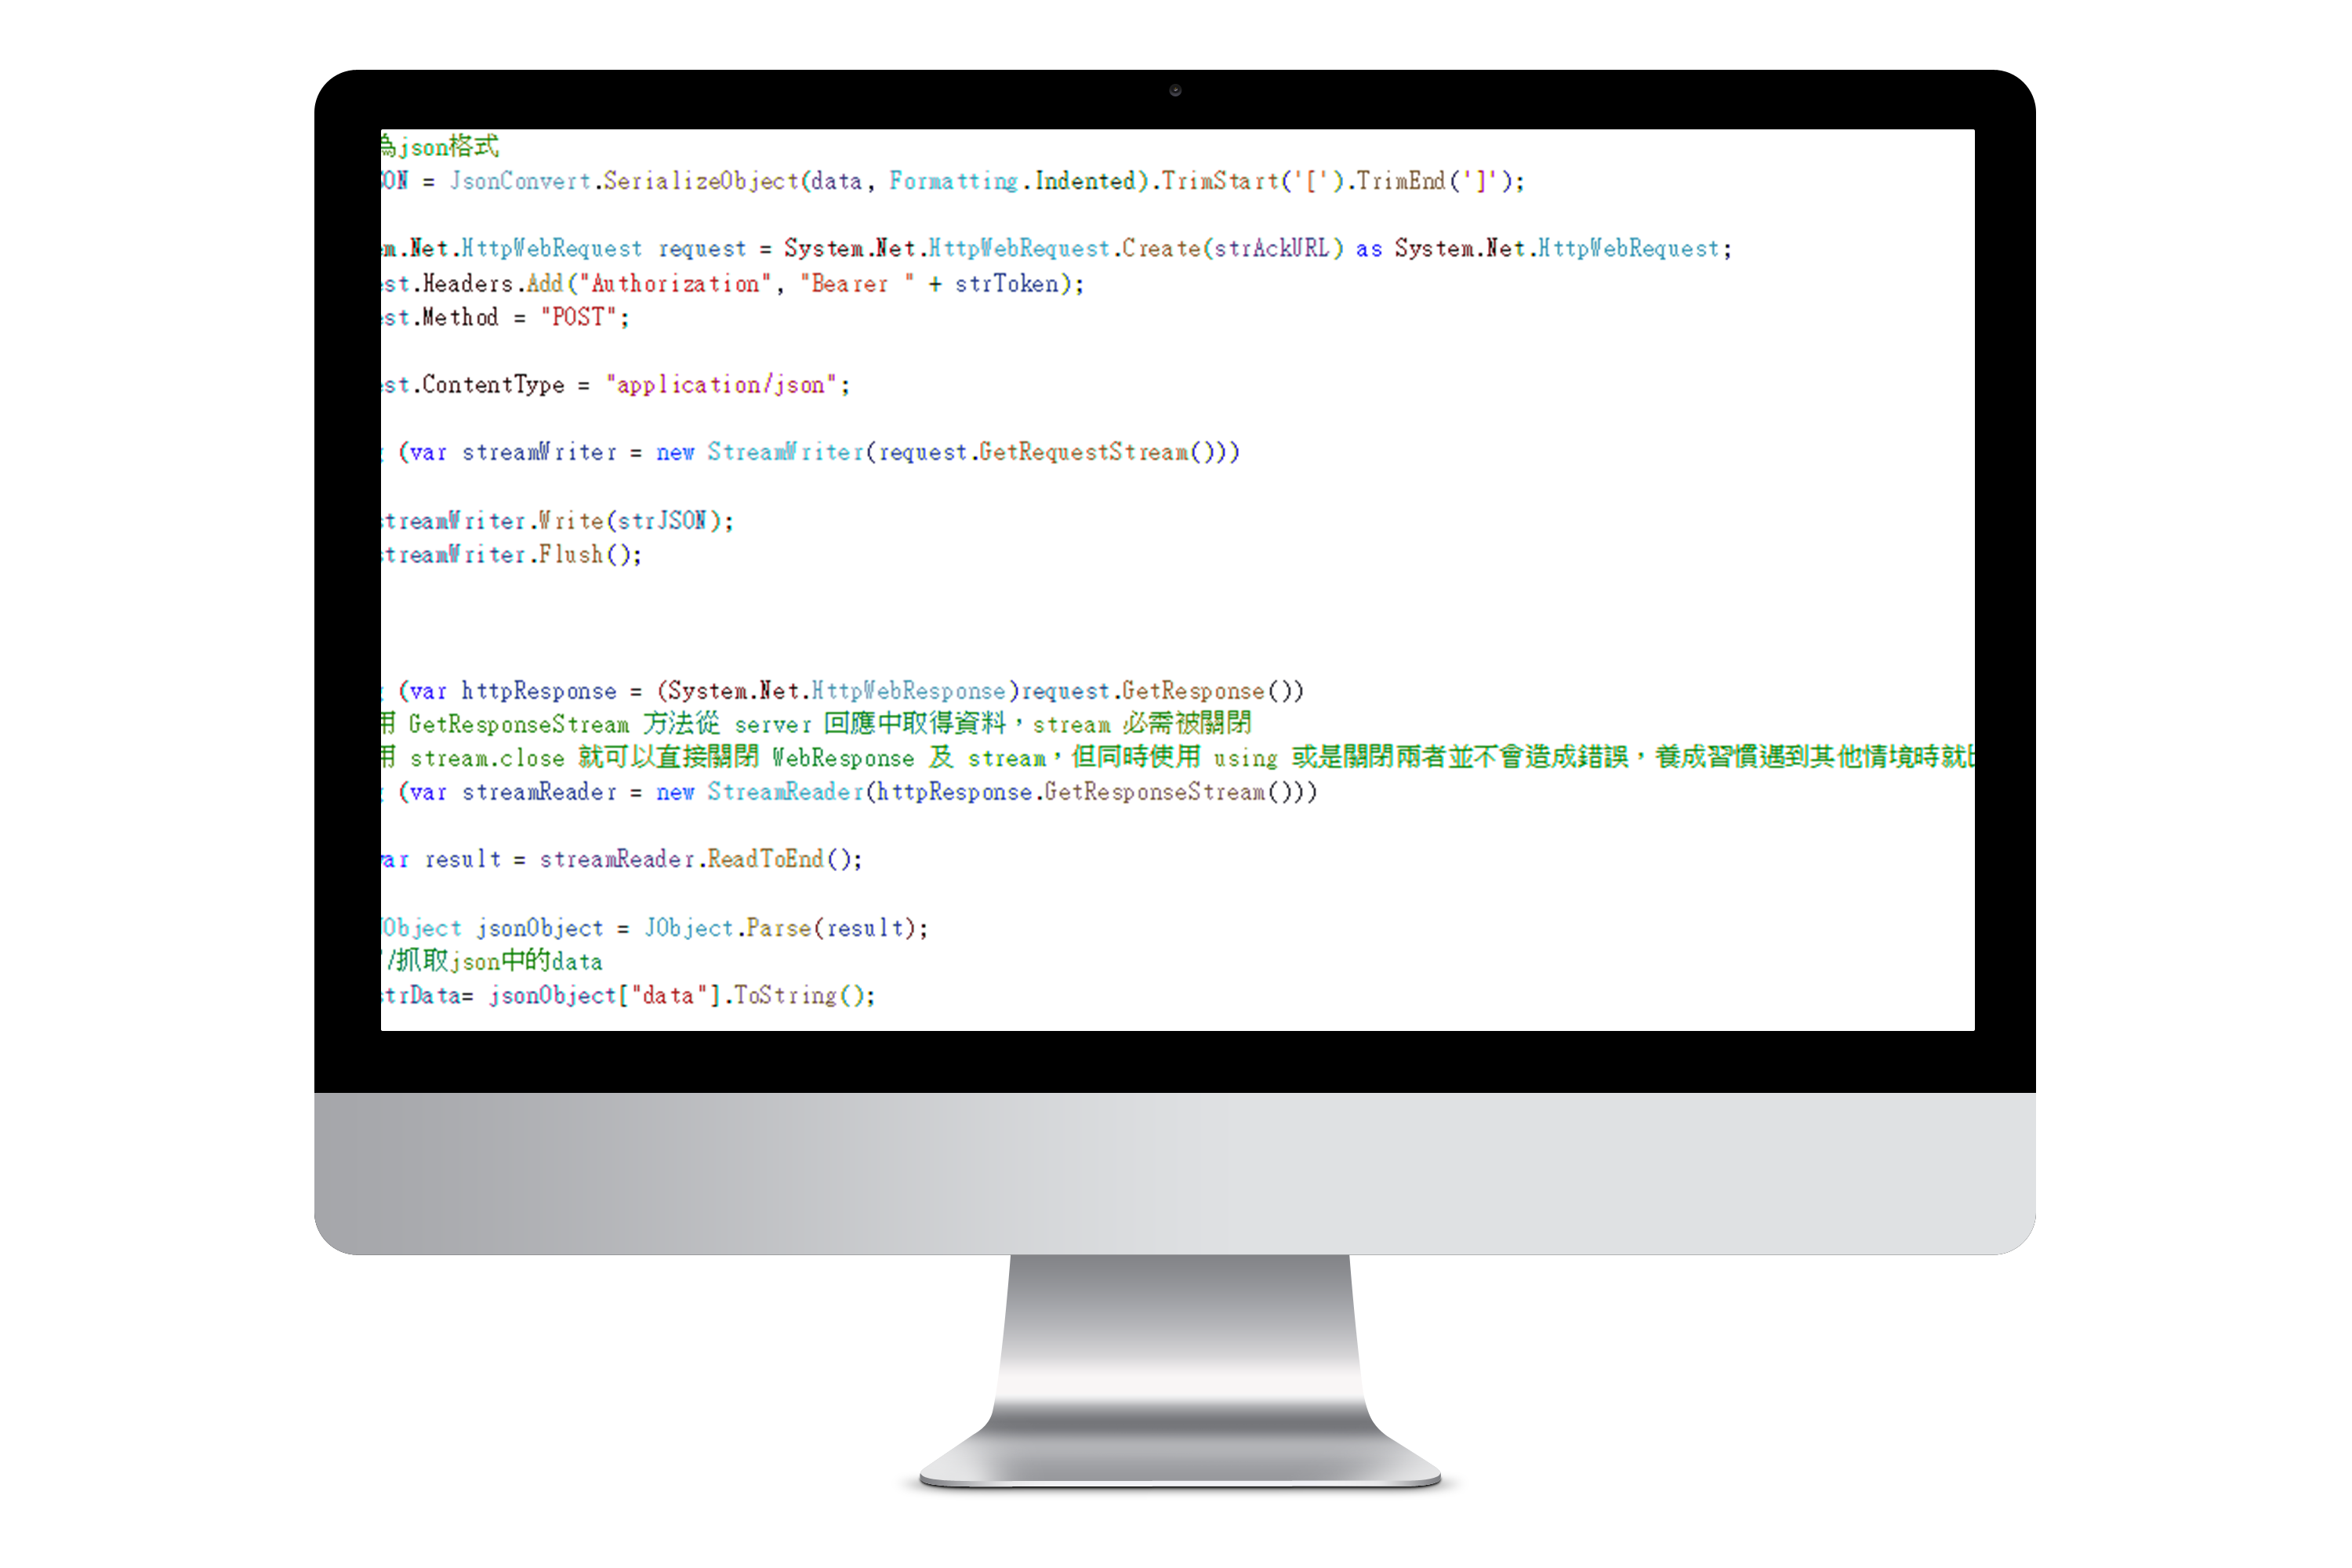 為json格式
ON = JsonConvert.SerializeObject(data, Formatting.Indented).TrimStart('[').TrimEnd(']');
m.Net.HttpWebRequest request = System.Net.HttpWebRequest.Create(strAckURL) as System.Net.HttpWebRequest;
est.Headers.Add("Authorization", "Bearer " + strToken);
est.Method = "POST";
est.ContentType = "application/json";
(var streamWriter = new StreamWriter(request.GetRequestStream()))
treamWriter.Write(strJSON);
treamWriter.Flush();
(var httpResponse = (System.Net.HttpWebResponse)request.GetResponse())
用 GetResponseStream 方法從 server 回應中取得資料，stream 必需被關閉
用 stream.close 就可以直接關閉 WebResponse 及 stream，但同時使用 using 或是關閉兩者並不會造成錯誤，養成習慣遇到其他情境時就
(var streamReader = new StreamReader(httpResponse.GetResponseStream()))
var result = streamReader.ReadToEnd();
Object jsonObject = JObject.Parse(result);
//抓取json中的data
trData= jsonObject["data"].ToString();